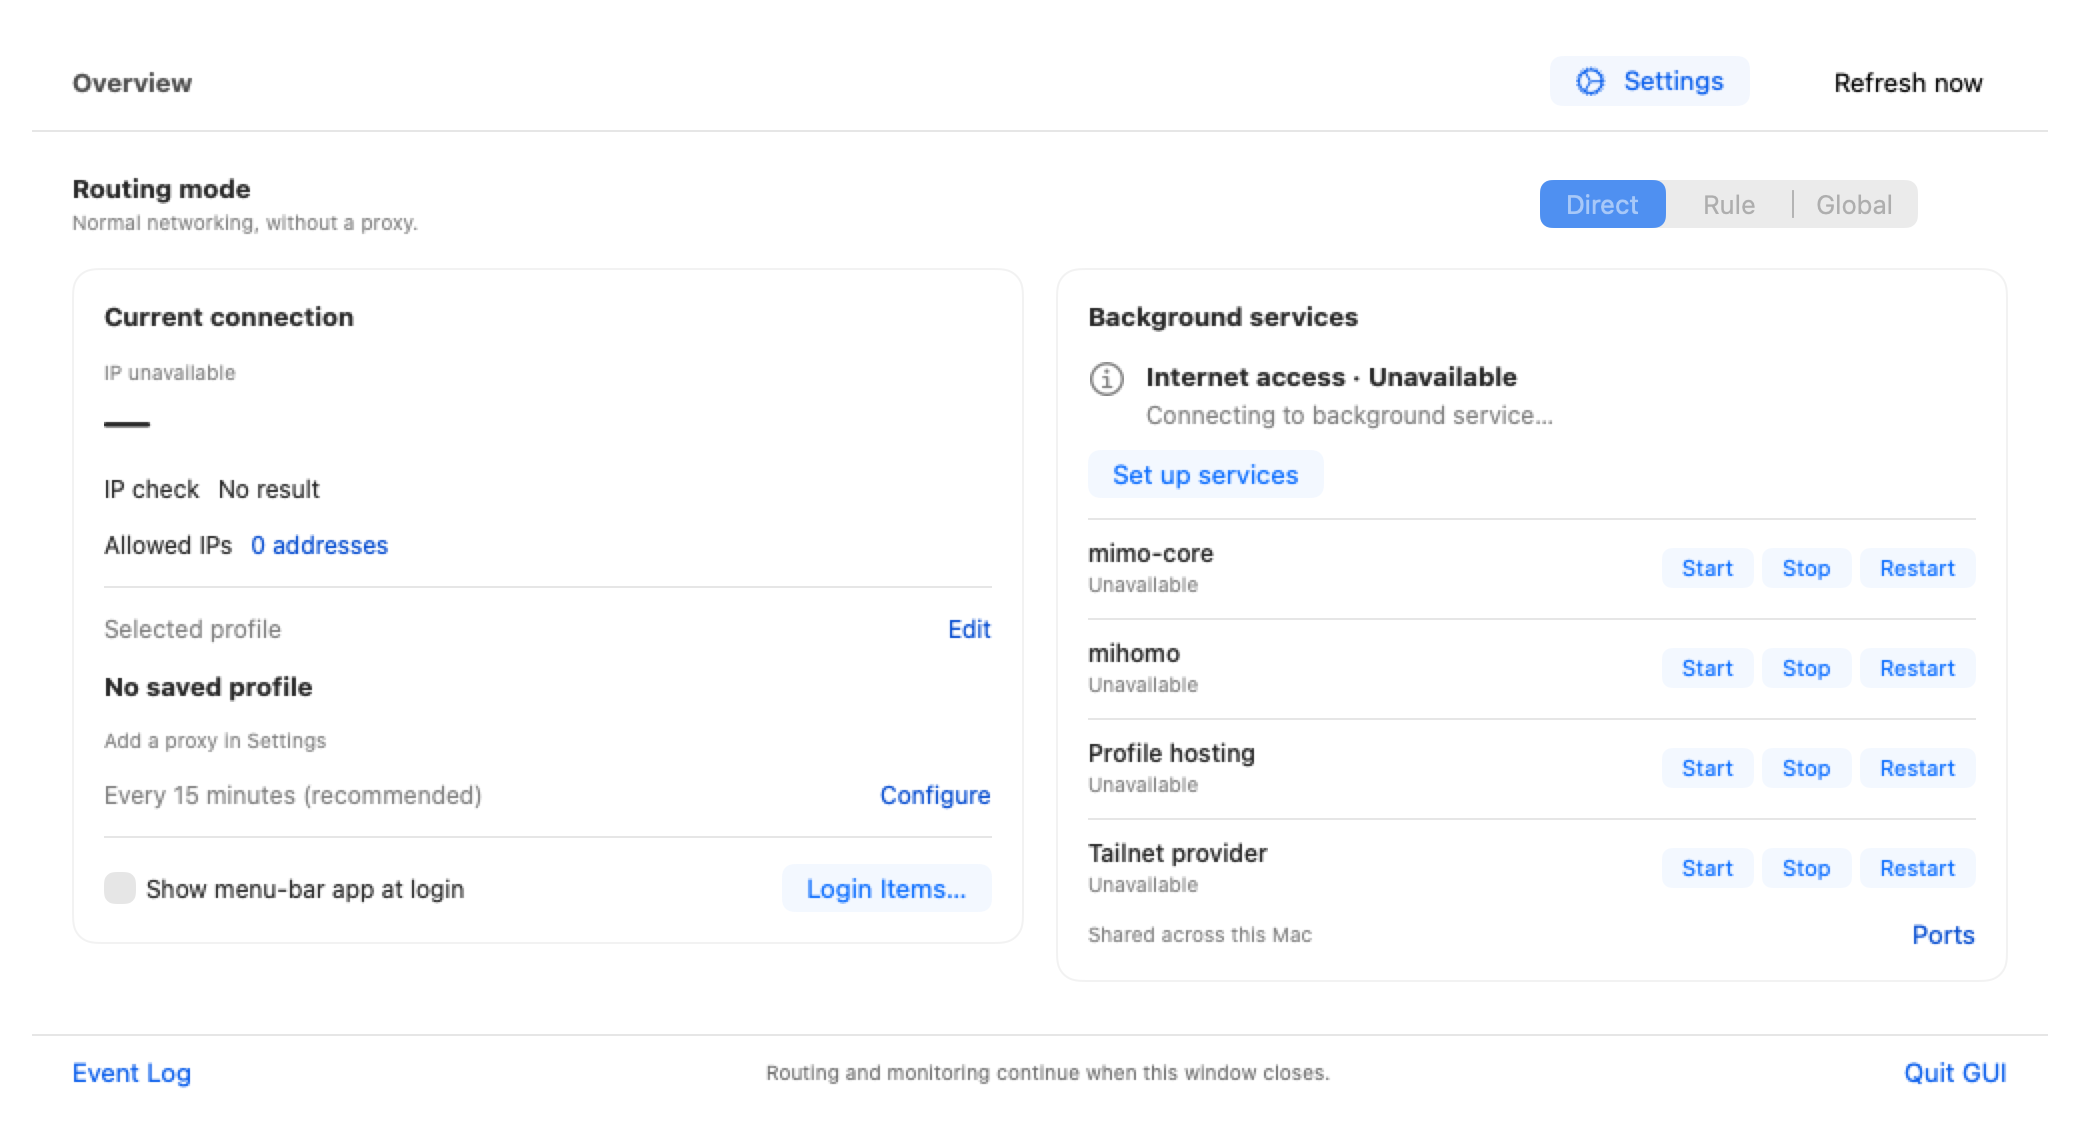 Overview
Settings
Refresh now
Routing mode
Normal networking, without a proxy.
Direct
Rule
Global
Current connection
IP unavailable
—
IP check No result
Allowed IPs 0 addresses
Selected profile
Edit
No saved profile
Add a proxy in Settings
Every 15 minutes (recommended)
Configure
Show menu-bar app at login
Login Items...
Background services
Internet access · Unavailable
Connecting to background service...
Set up services
mimo-core
Unavailable
Start
Stop
Restart
mihomo
Unavailable
Start
Stop
Restart
Profile hosting
Unavailable
Start
Stop
Restart
Tailnet provider
Unavailable
Start
Stop
Restart
Shared across this Mac
Ports
Event Log
Routing and monitoring continue when this window closes.
Quit GUI